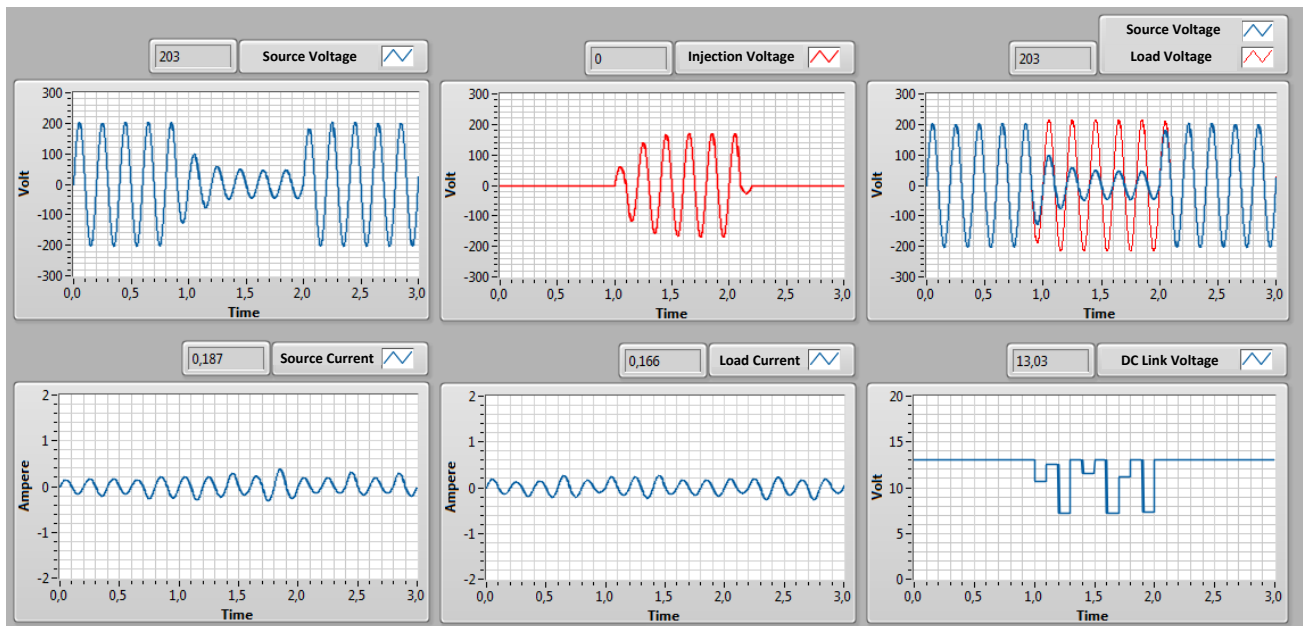 Source Voltage
203 Source Voltage
0 Injection Voltage
203 Load Voltage
300
200
100
0
-100
-200
-300
Volt
0,0 0,5 1,0 1,5 2,0 2,5 3,0
Time
300
200
100
0
-100
-200
-300
Volt
0,0 0,5 1,0 1,5 2,0 2,5 3,0
Time
300
200
100
0
-100
-200
-300
Volt
0,0 0,5 1,0 1,5 2,0 2,5 3,0
Time
0,187 Source Current
0,166 Load Current
13,03 DC Link Voltage
2
1
0
-1
-2
Ampere
0,0 0,5 1,0 1,5 2,0 2,5 3,0
Time
2
1
0
-1
-2
Ampere
0,0 0,5 1,0 1,5 2,0 2,5 3,0
Time
20
15
10
5
0
Volt
0,0 0,5 1,0 1,5 2,0 2,5 3,0
Time